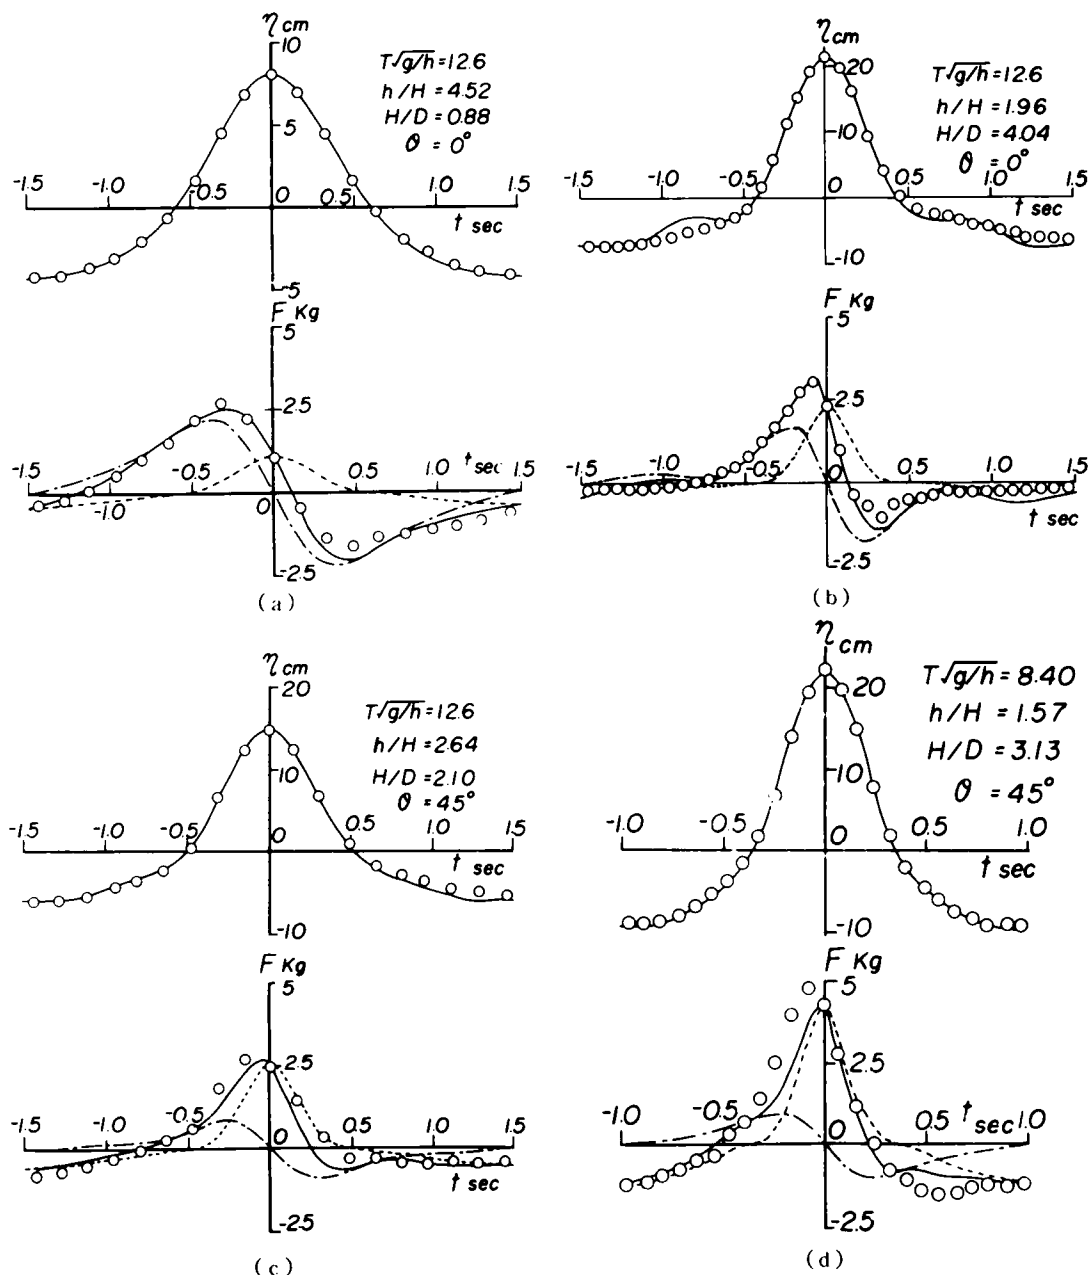 η cm
10
T√g/h = 12.6
h/H = 4.52
H/D = 0.88
θ = 0°
5
-1.5 -1.0 -0.5 0 0.5 1.0 1.5
t sec
-5
F Kg
5
2.5
-1.5 -1.0 -0.5 0 0.5 1.0 1.5
t sec
-2.5
(a)
η cm
20
T√g/h = 12.6
h/H = 1.96
H/D = 4.04
θ = 0°
10
-1.5 -1.0 -0.5 0 0.5 1.0 1.5
t sec
-10
F Kg
5
2.5
-1.5 -1.0 -0.5 0 0.5 1.0 1.5
t sec
-2.5
(b)
η cm
20
T√g/h = 12.6
h/H = 2.64
H/D = 2.10
θ = 45°
10
-1.5 -1.0 -0.5 0 0.5 1.0 1.5
t sec
-10
F Kg
5
2.5
-1.5 -1.0 -0.5 0 0.5 1.0 1.5
t sec
-2.5
(c)
η cm
20
T√g/h = 8.40
h/H = 1.57
H/D = 3.13
θ = 45°
10
-1.0 -0.5 0 0.5 1.0
t sec
-10
F Kg
5
2.5
-1.0 -0.5 0 0.5 t sec 1.0
-2.5
(d)